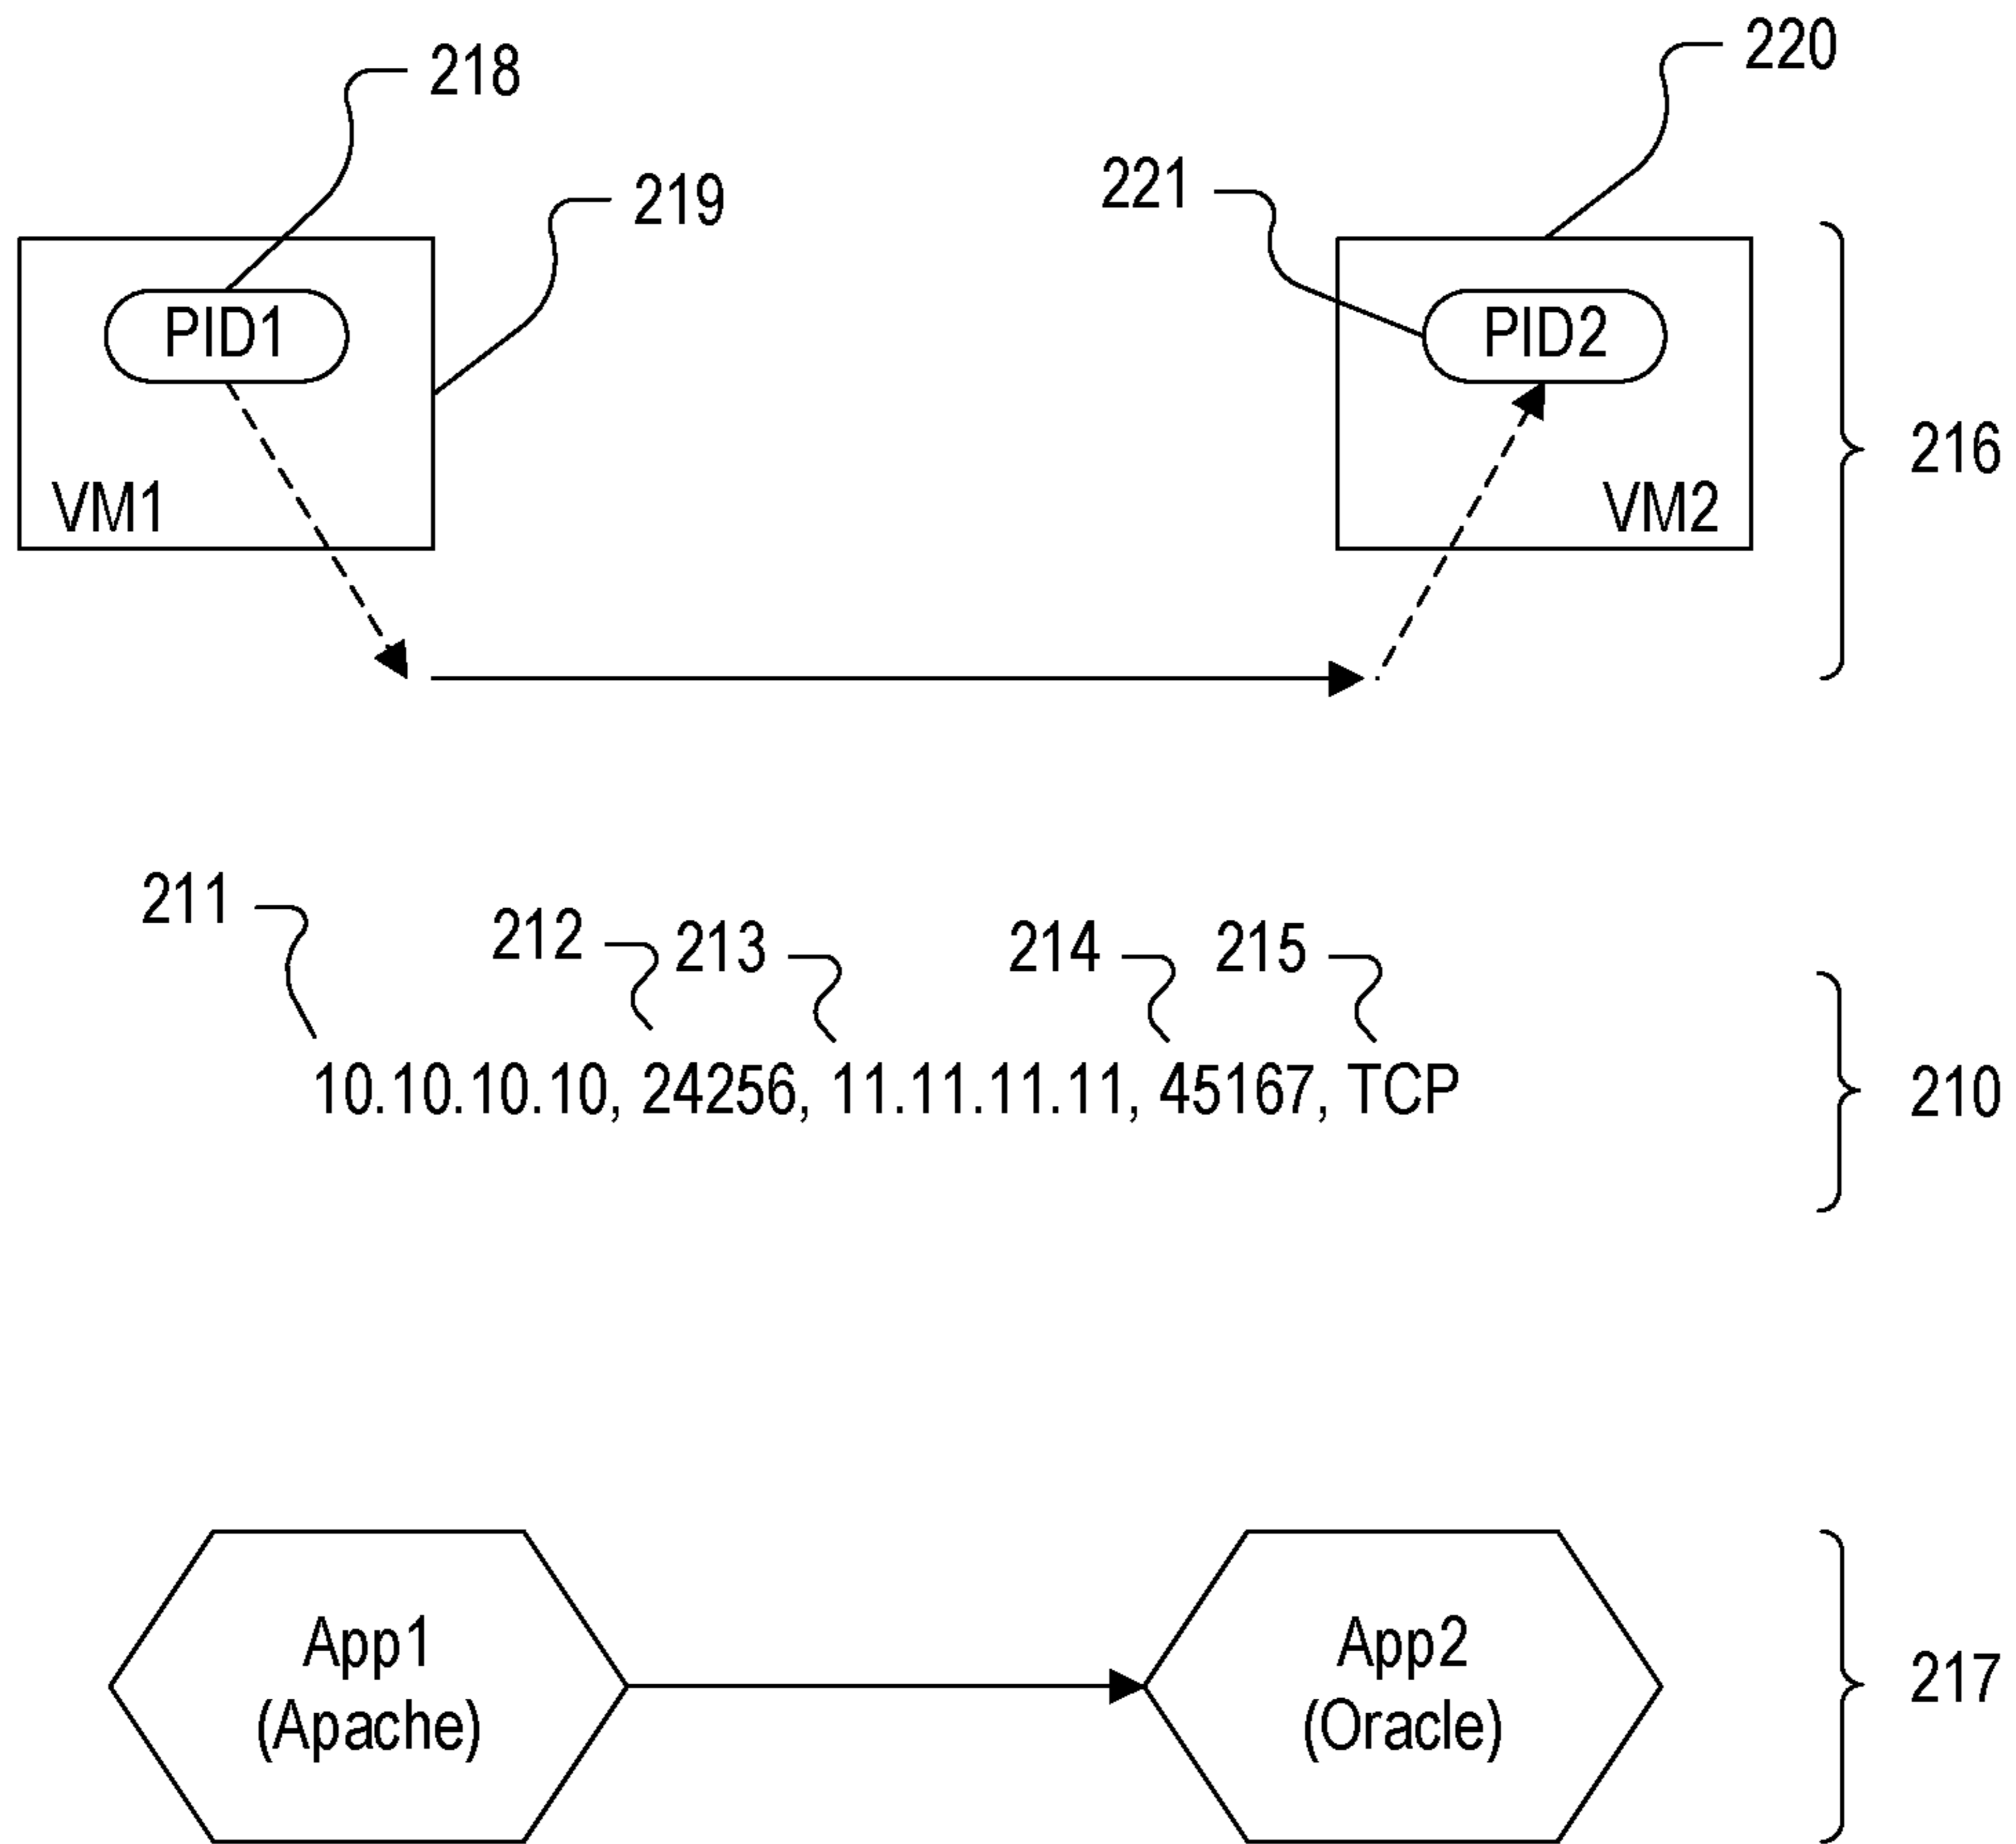 220
218
221
219
PID1
PID2
216
VM1
VM2
211
212
213
214
215
10.10.10.10, 24256, 11.11.11.11, 45167, TCP
210
App1
(Apache)
App2
(Oracle)
217